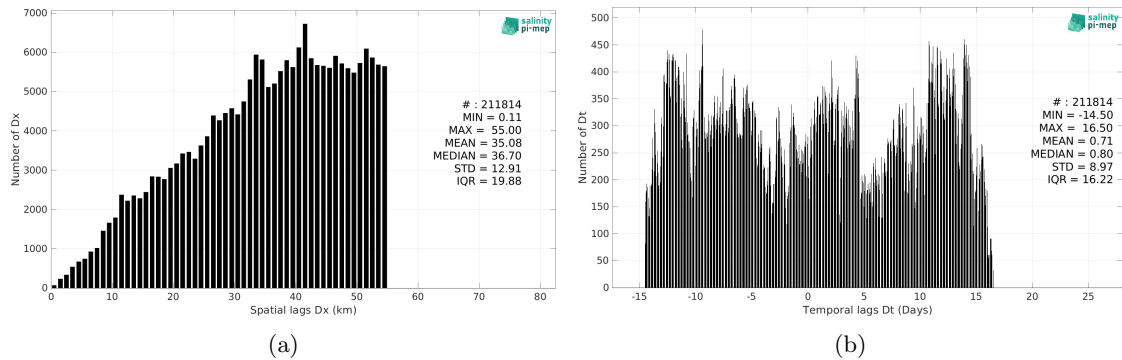 7000
6000
5000
4000
3000
2000
1000
0
Number of Dx
0 10 20 30 40 50 60 70 80
Spatial lags Dx (km)
salinity
pi-mep
# : 211814
MIN = 0.11
MAX = 55.00
MEAN = 35.08
MEDIAN = 36.70
STD = 12.91
IQR = 19.88
(a)
500
450
400
350
300
250
200
150
100
50
0
Number of Dt
-15 -10 -5 0 5 10 15 20 25
Temporal lags Dt (Days)
salinity
pi-mep
# : 211814
MIN = -14.50
MAX = 16.50
MEAN = 0.71
MEDIAN = 0.80
STD = 8.97
IQR = 16.22
(b)